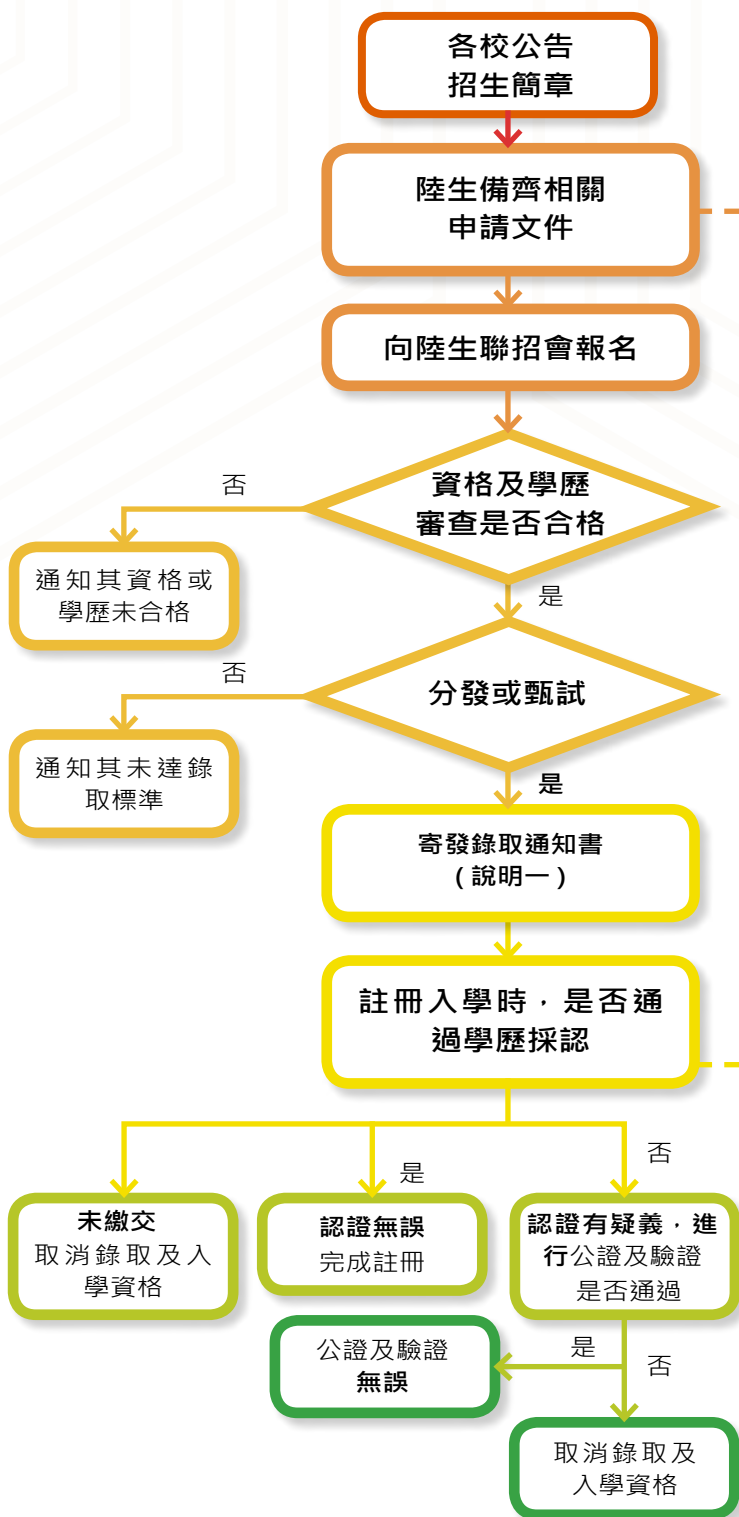 各校公告
招生簡章
陸生備齊相關
申請文件
向陸生聯招會報名
資格及學歷
審查是否合格
否
通知其資格或
學歷未合格
是
分發或甄試
否
通知其未達錄
取標準
是
寄發錄取通知書
(說明一)
註冊入學時，是否通
過學歷採認
未繳交
取消錄取及入
學資格
是
認證無誤
完成註冊
否
認證有疑義，進
行公證及驗證
是否通過
是
公證及驗證
無誤
否
取消錄取及
入學資格